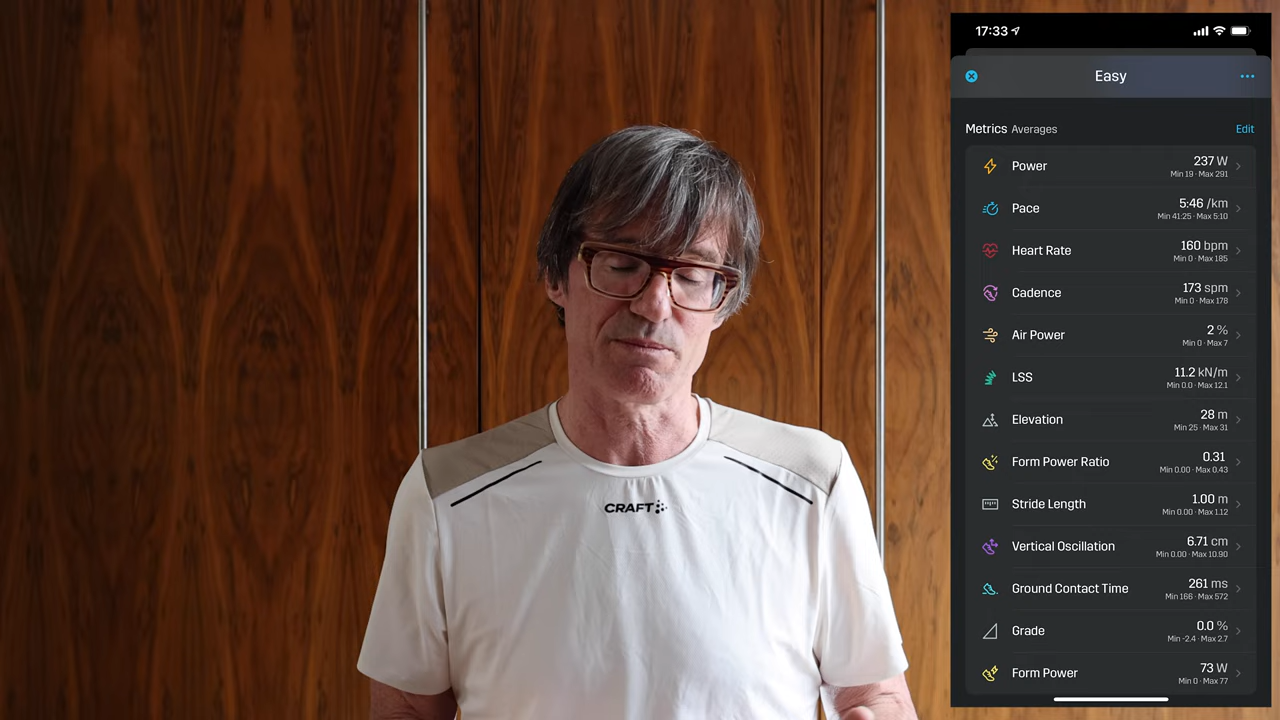 CRAFT
17:33
Easy
Metrics Averages
Edit
Power
237 W
Min 19 · Max 291
Pace
5:46 /km
Min 41:25 · Max 5:10
Heart Rate
160 bpm
Min 0 · Max 185
Cadence
173 spm
Min 0 · Max 178
Air Power
2 %
Min 0 · Max 7
LSS
11.2 kN/m
Min 0.0 · Max 12.1
Elevation
28 m
Min 25 · Max 31
Form Power Ratio
0.31
Min 0.00 · Max 0.43
Stride Length
1.00 m
Min 0.00 · Max 1.12
Vertical Oscillation
6.71 cm
Min 0.00 · Max 10.90
Ground Contact Time
261 ms
Min 166 · Max 572
Grade
0.0 %
Min -2.4 · Max 2.7
Form Power
73 W
Min 0 · Max 77